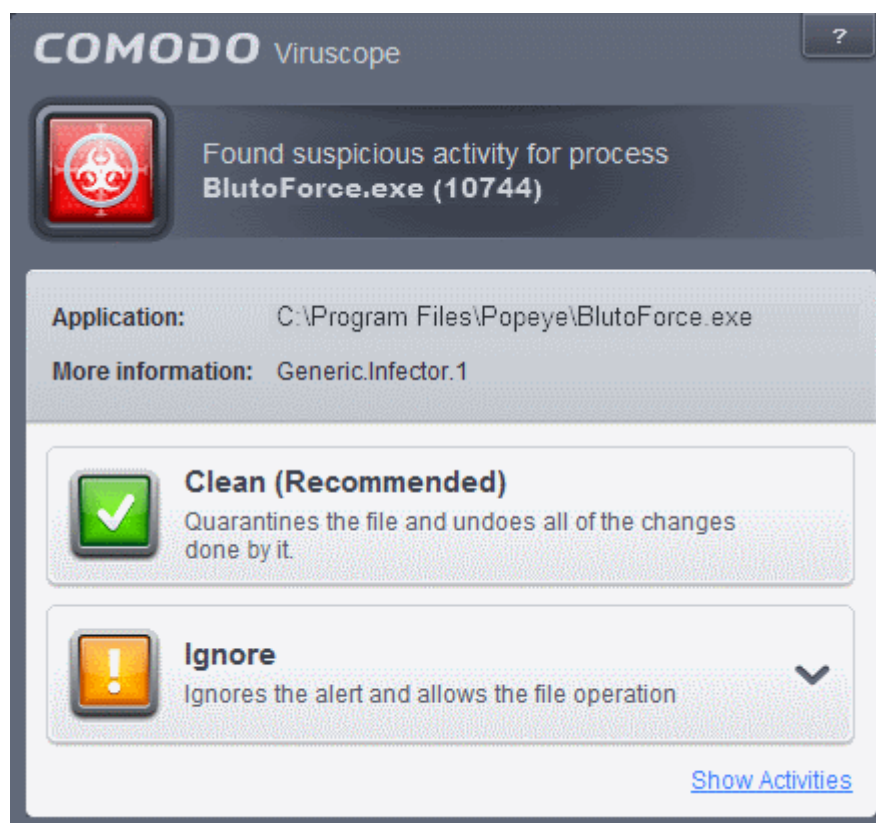 COMODO Viruscope
?
Found suspicious activity for process
BlutoForce.exe (10744)
Application: C:\Program Files\Popeye\BlutoForce.exe
More information: Generic.Infector.1
Clean (Recommended)
Quarantines the file and undoes all of the changes
done by it.
!
Ignore
Ignores the alert and allows the file operation
Show Activities